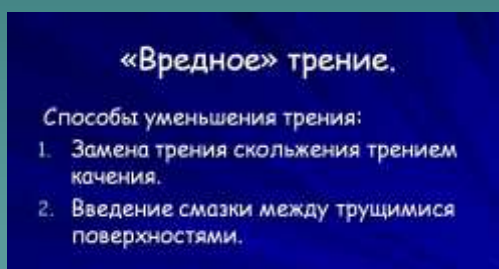 «Вредное» трение.
Способы уменьшения трения:
1. Замена трения скольжения трением
качения.
2. Введение смазки между трущимися
поверхностями.